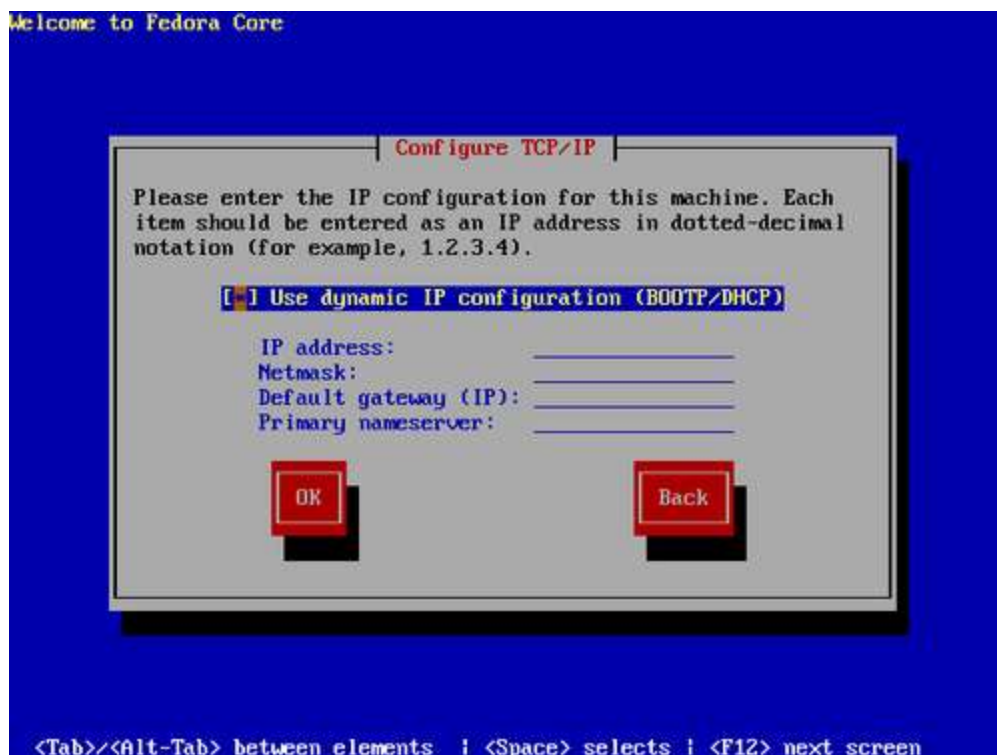 Welcome to Fedora Core
Configure TCP/IP
Please enter the IP configuration for this machine. Each
item should be entered as an IP address in dotted-decimal
notation (for example, 1.2.3.4).
[*] Use dynamic IP configuration (BOOTP/DHCP)
IP address:
Netmask:
Default gateway (IP):
Primary nameserver:
OK Back
<Tab>/<Alt-Tab> between elements | <Space> selects | <F12> next screen